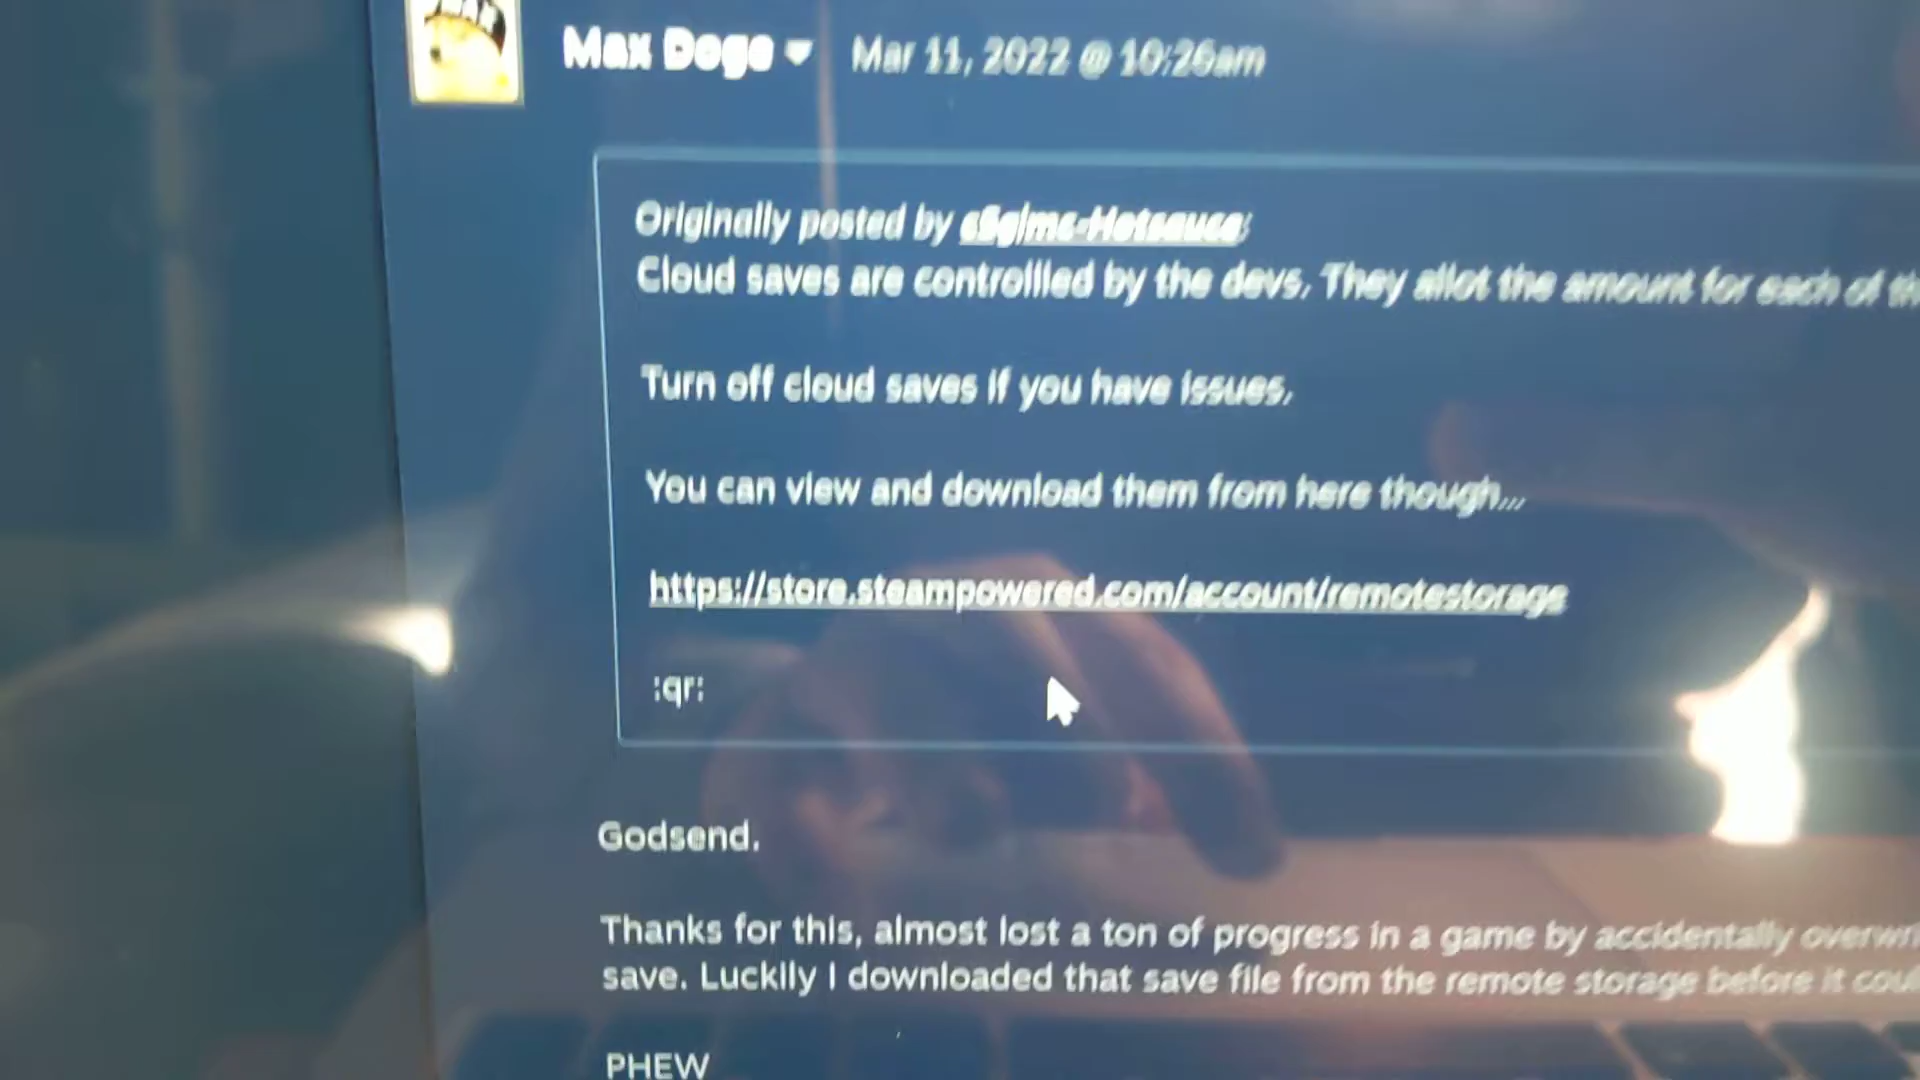 Max Doge Mar 11, 2022 @ 10:26am
Originally posted by
Cloud saves are controllled by the devs. They allot the amount for each of
Turn off cloud saves if you have issues.
You can view and download them from here though...
https://store.steampowered.com/account/remotestorage
:qr:
Godsend.
Thanks for this, almost lost a ton of progress in a game by accidentally
save. Luckily I downloaded that save file from the remote storage before it
PHEW